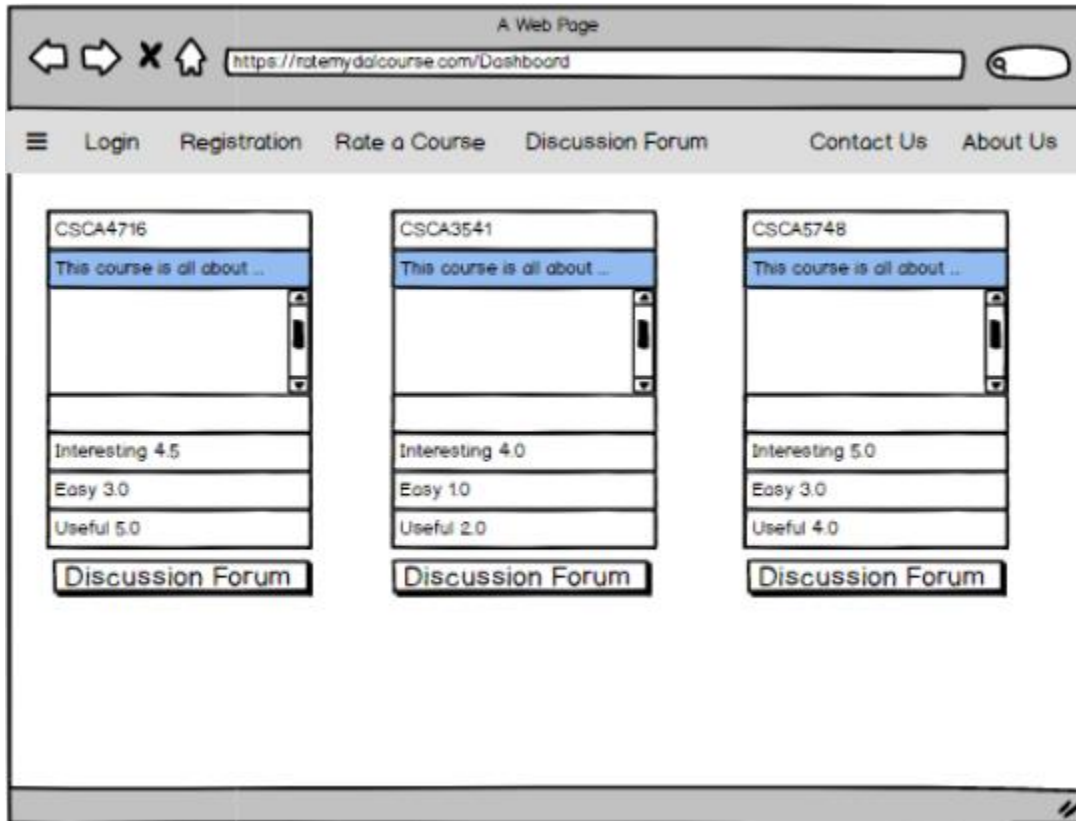 A Web Page
https://ratemydalcourse.com/Dashboard
Login Registration Rate a Course Discussion Forum Contact Us About Us
CSCA4716
This course is all about ...
Interesting 4.5
Easy 3.0
Useful 5.0
Discussion Forum
CSCA3541
This course is all about ...
Interesting 4.0
Easy 1.0
Useful 2.0
Discussion Forum
CSCA5748
This course is all about ...
Interesting 5.0
Easy 3.0
Useful 4.0
Discussion Forum